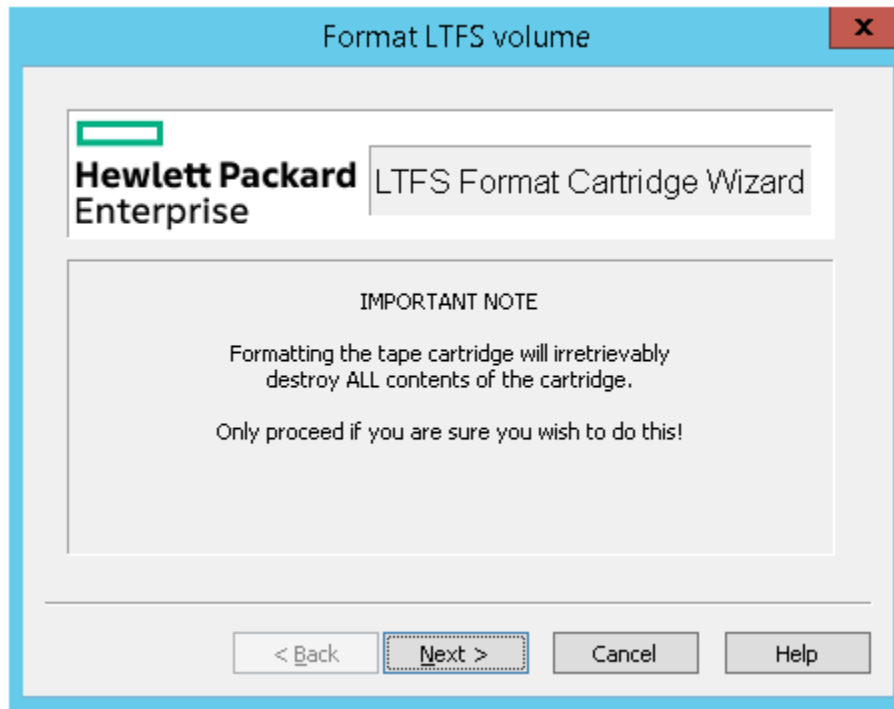 Format LTFS volume
x
Hewlett Packard
Enterprise
LTFS Format Cartridge Wizard
IMPORTANT NOTE
Formatting the tape cartridge will irretrievably
destroy ALL contents of the cartridge.
Only proceed if you are sure you wish to do this!
< Back
Next >
Cancel
Help